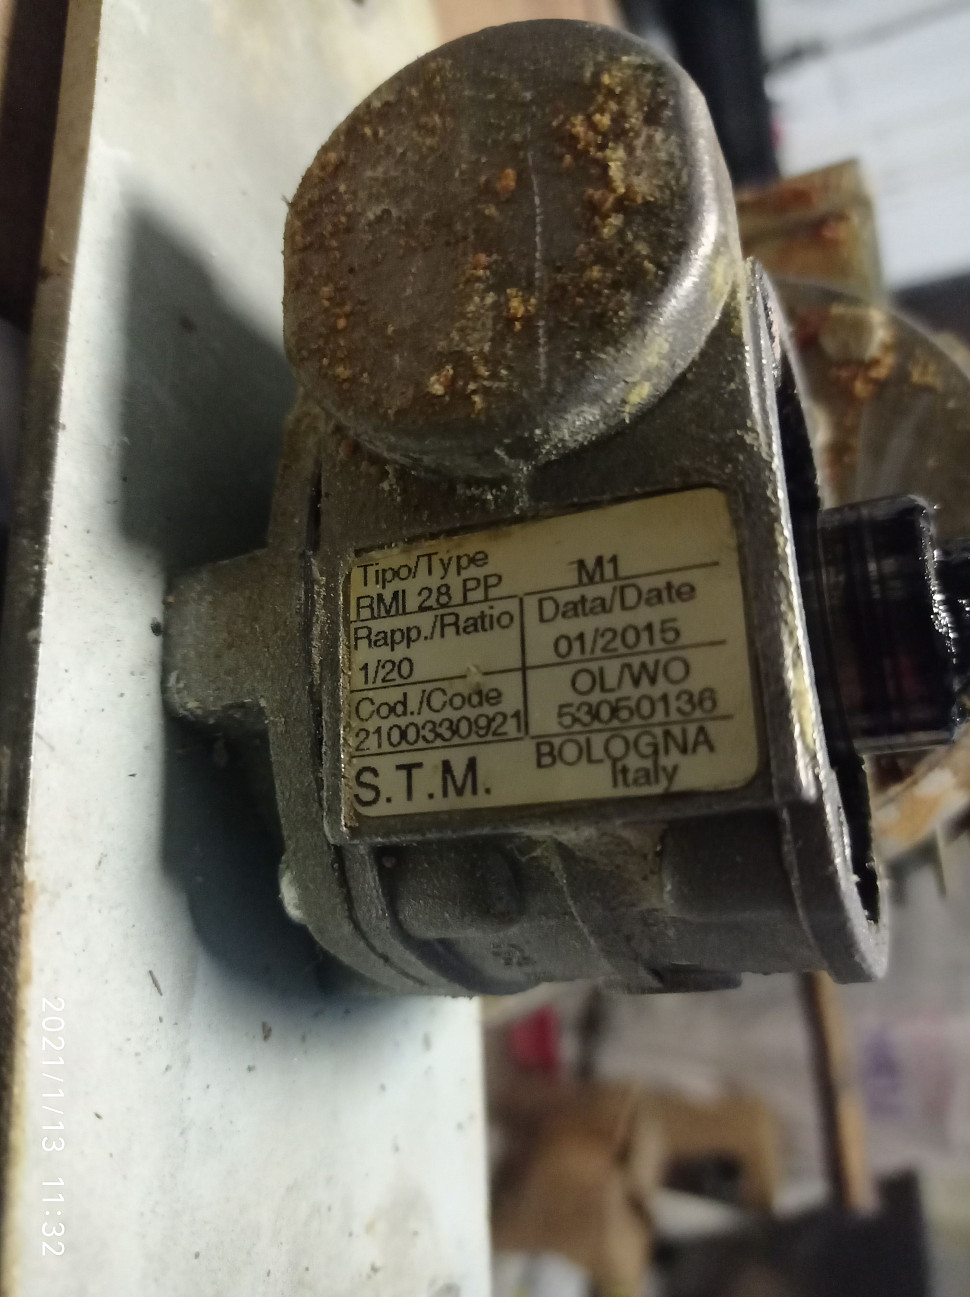 Tipo/Type
RMI 28 PP M1
Rapp./Ratio Data/Date
1/20 01/2015
Cod./Code OL/WO
2100330921 53050136
S.T.M. BOLOGNA
Italy
2021/1/13 11:32